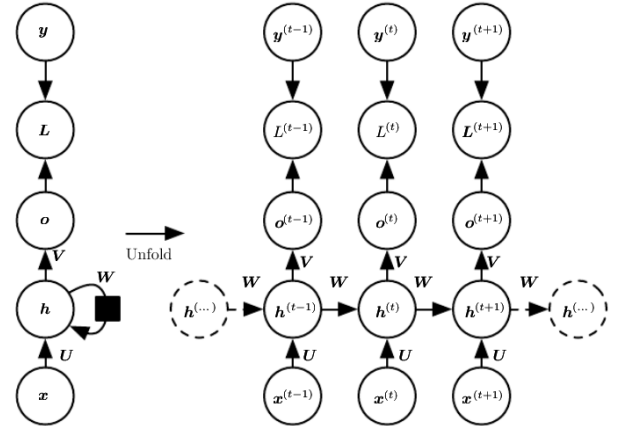 y y^(t−1) y^(t) y^(t+1)
L L^(t−1) L^(t) L^(t+1)
o o^(t−1) o^(t) o^(t+1)
Unfold
V V V V
W W W W W
h h^(...) h^(t−1) h^(t) h^(t+1) h^(...)
U U U U
x x^(t−1) x^(t) x^(t+1)